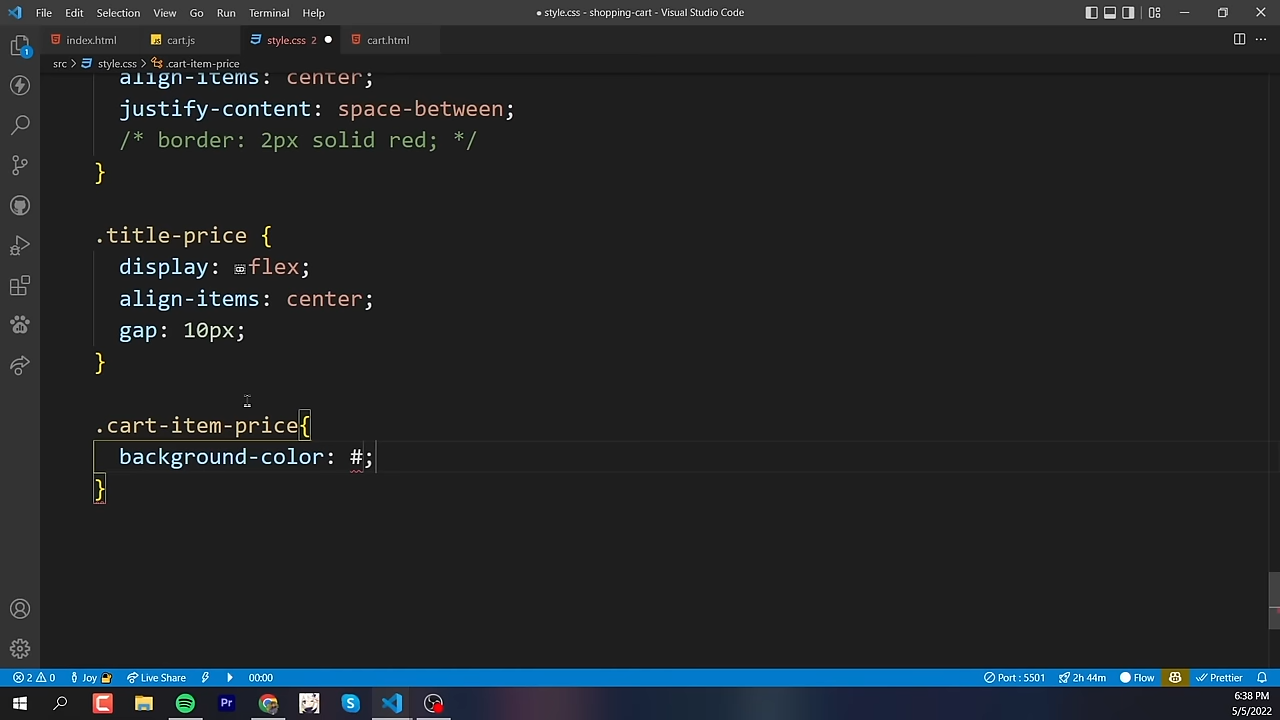 File Edit Selection View Go Run Terminal Help
● style.css - shopping-cart - Visual Studio Code
index.html
JS cart.js
style.css 2 ●
cart.html
src > style.css > .cart-item-price
align-items: center;
justify-content: space-between;
/* border: 2px solid red; */
}
.title-price {
display: flex;
align-items: center;
gap: 10px;
}
.cart-item-price{
background-color: #;
}
1
2 0 Joy Live Share 00:00
Port : 5501 2h 44m Flow Prettier
Pr
S
6:38 PM
5/5/2022